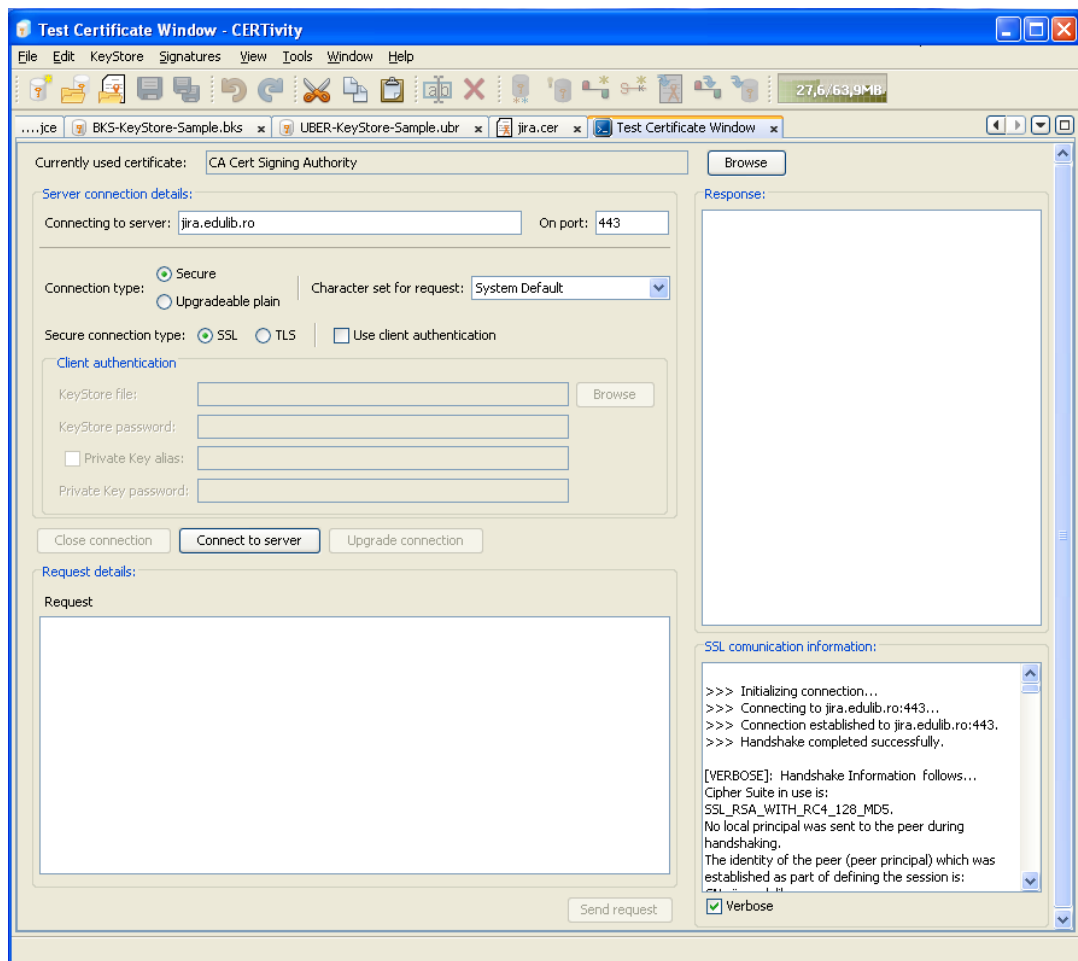 Test Certificate Window - CERTivity
File Edit KeyStore Signatures View Tools Window Help
27,6/63,9MB
....jce BKS-KeyStore-Sample.bks x UBER-KeyStore-Sample.ubr x jira.cer x Test Certificate Window x
Currently used certificate: CA Cert Signing Authority Browse
Server connection details:
Connecting to server: jira.edulib.ro On port: 443
Connection type: Secure
Upgradeable plain
Character set for request: System Default
Secure connection type: SSL TLS Use client authentication
Client authentication
KeyStore file: Browse
KeyStore password:
Private Key alias:
Private Key password:
Close connection Connect to server Upgrade connection
Request details:
Request
Send request
Response:
SSL comunication information:
>>> Initializing connection...
>>> Connecting to jira.edulib.ro:443...
>>> Connection established to jira.edulib.ro:443.
>>> Handshake completed successfully.
[VERBOSE]: Handshake Information follows...
Cipher Suite in use is:
SSL_RSA_WITH_RC4_128_MD5.
No local principal was sent to the peer during
handshaking.
The identity of the peer (peer principal) which was
established as part of defining the session is:
Verbose